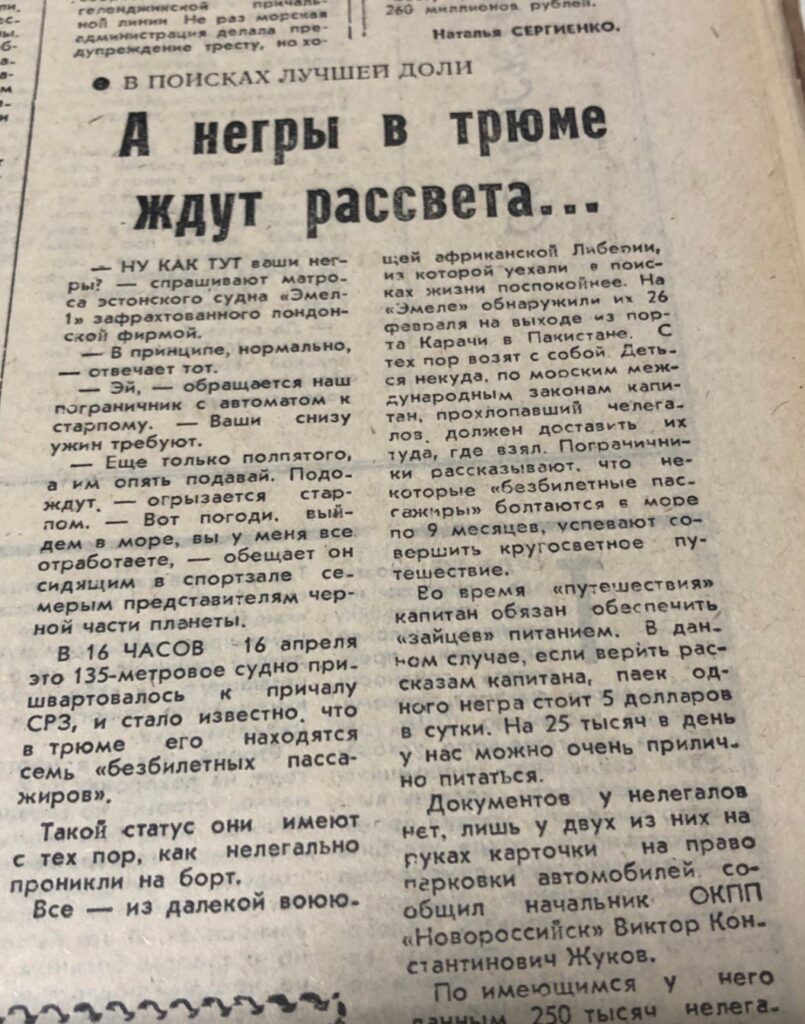 геленджикской причаль-
ной линии Не раз морская
администрация делала пре-
дупреждение тресту, но хо-
260 миллионов рублей.
Наталья СЕРГИЕНКО.
● В ПОИСКАХ ЛУЧШЕЙ ДОЛИ
А негры в трюме
ждут рассвета...
— НУ КАК ТУТ ваши нег-
ры? — спрашивают матро-
са эстонского судна «Эмел-
1» зафрахтованного лондон-
ской фирмой.
— В принципе, нормально,
— отвечает тот.
— Эй, — обращается наш
пограничник с автоматом к
старпому. — Ваши снизу
ужин требуют.
— Еще только полпятого,
а им опять подавай. Подо-
ждут, — огрызается стар-
пом. — Вот погоди, вый-
дем в море, вы у меня все
отработаете, — обещает он
сидящим в спортзале се-
мерым представителям чер-
ной части планеты.
В 16 ЧАСОВ 16 апреля
это 135-метровое судно при-
швартовалось к причалу
СРЗ, и стало известно, что
в трюме его находятся
семь «безбилетных пасса-
жиров».
Такой статус они имеют
с тех пор, как нелегально
проникли на борт.
Все — из далекой воюю-
щей африканской Либерии,
из которой уехали в поис-
ках жизни поспокойнее. На
«Эмеле» обнаружили их 26
февраля на выходе из пор-
та Карачи в Пакистане. С
тех пор возят с собой. Деть-
ся некуда, по морским меж-
дународным законам капи-
тан, прохлопавший челега-
лов, должен доставить их
туда, где взял. Погранични-
ки рассказывают, что не-
которые «безбилетные пас-
сажиры» болтаются в море
по 9 месяцев, успевают со-
вершить кругосветное пу-
тешествие.
Во время «путешествия»
капитан обязан обеспечить
«зайцев» питанием. В дан-
ном случае, если верить рас-
сказам капитана, паек од-
ного негра стоит 5 долларов
в сутки. На 25 тысяч в день
у нас можно очень прилич-
но питаться.
Документов у нелегалов
нет, лишь у двух из них на
руках карточки на право
парковки автомобилей со-
общил начальник ОКПП
«Новороссийск» Виктор Кон-
стантинович Жуков.
По имеющимся у него
данным 250 тысяч нелега-